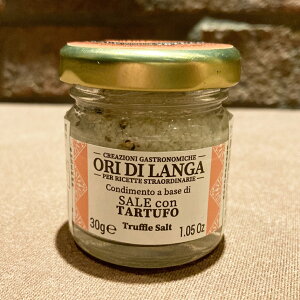 CREAZIONI GASTRONOMICHE
ORI DI LANGA
PER RICETTE STRAORDINARIE
Condimento a base di
SALE con
TARTUFO
30g e Truffle Salt 1.05 Oz